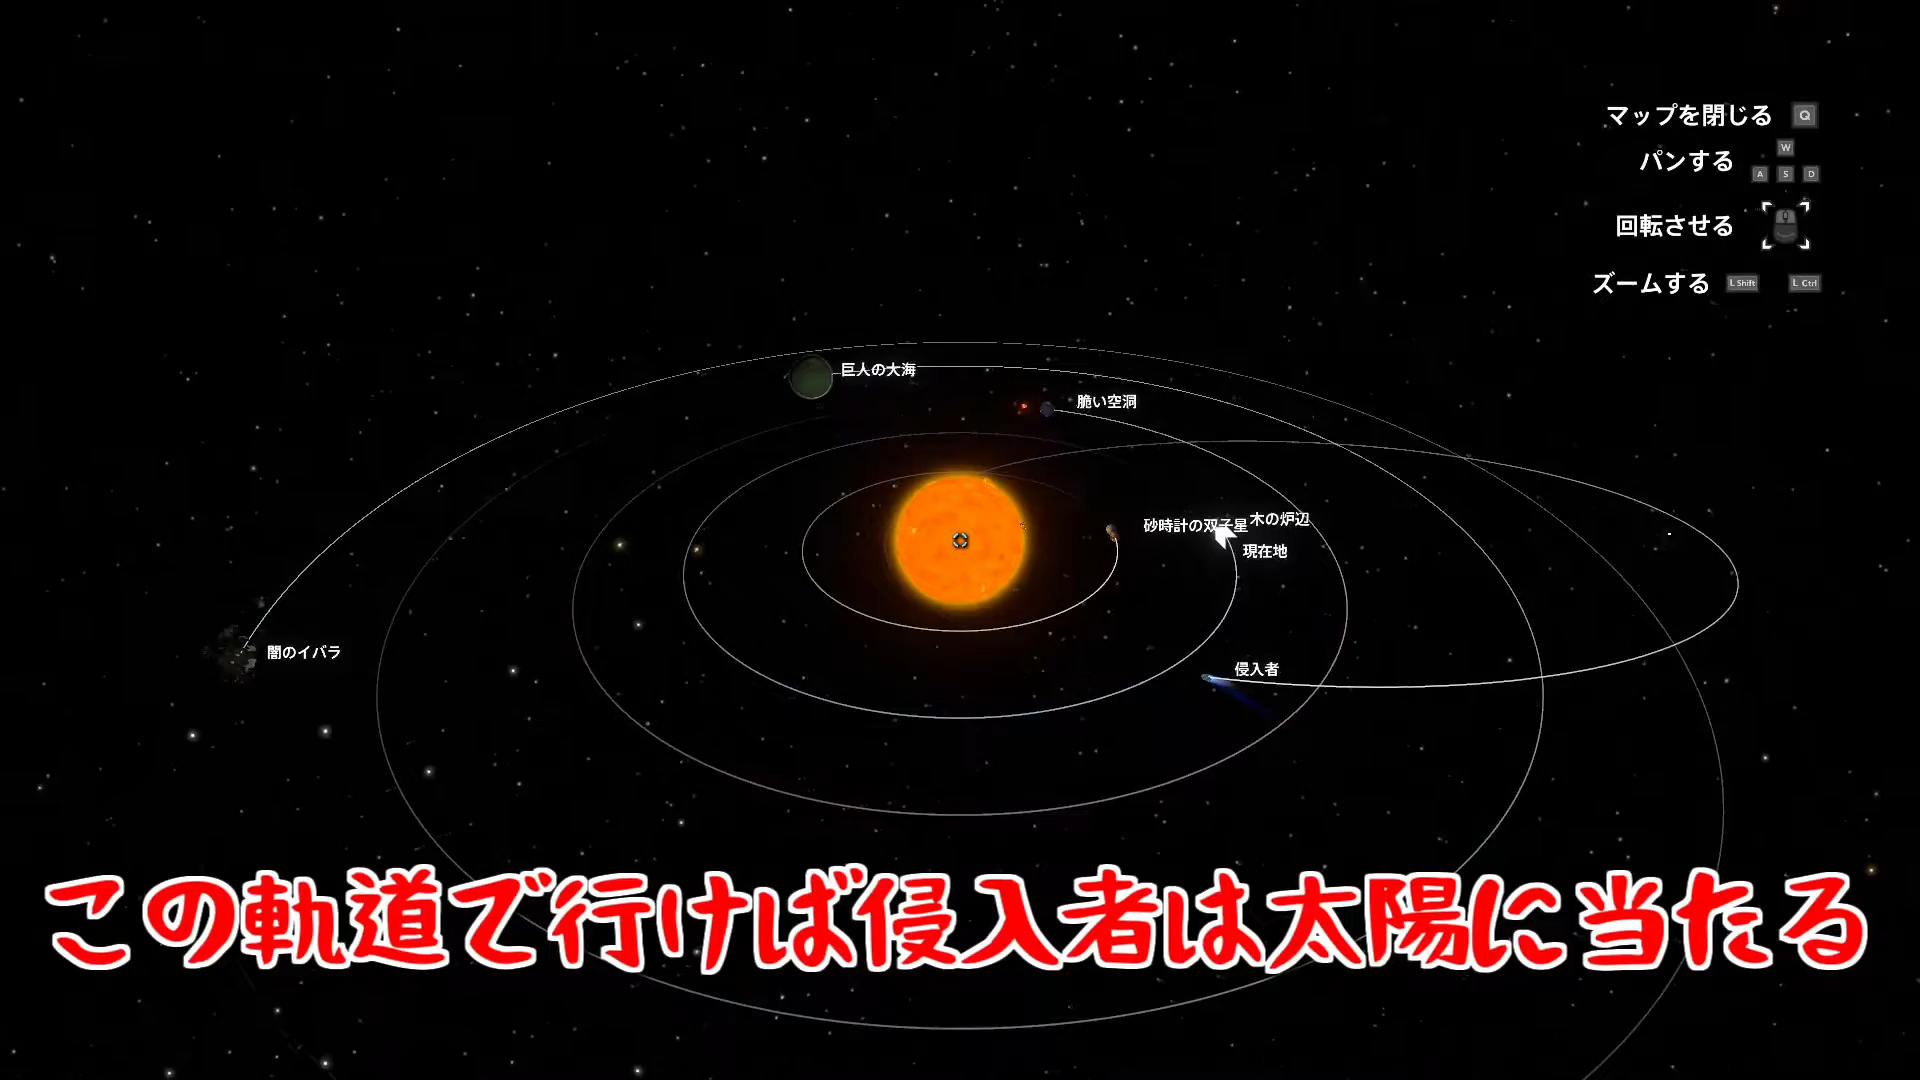 マップを閉じる Q
W
パンする
A S D
回転させる
ズームする L Shift L Ctrl
巨人の大海
脆い空洞
砂時計の双子星
木の炉辺
現在地
闇のイバラ
侵入者
この軌道で行けば侵入者は太陽に当たる